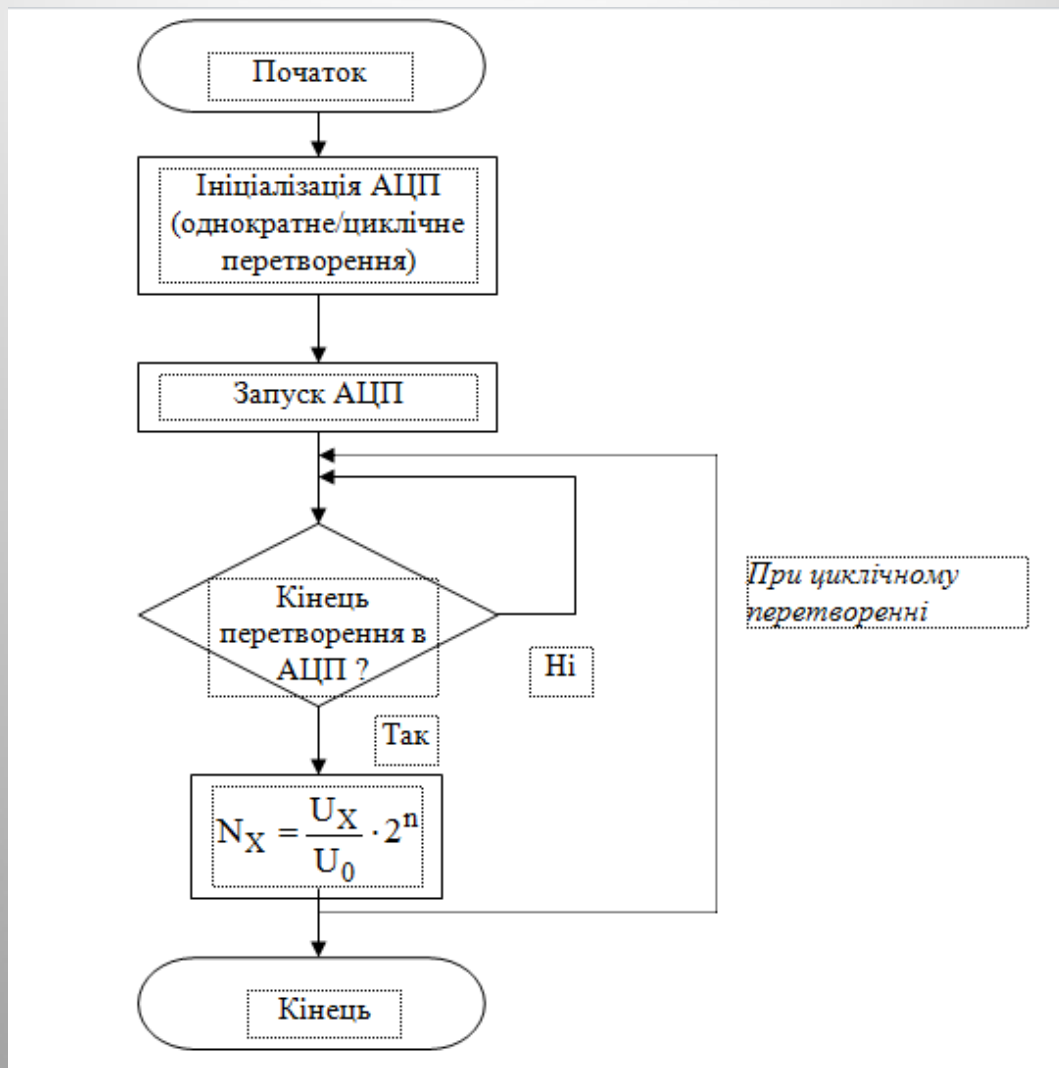 Початок
Ініціалізація АЦП
(однократне/циклічне
перетворення)
Запуск АЦП
Кінець
перетворення в
АЦП ?
Ні
Так
При циклічному
перетворенні
N_X = U_X / U_0 · 2^n
Кінець